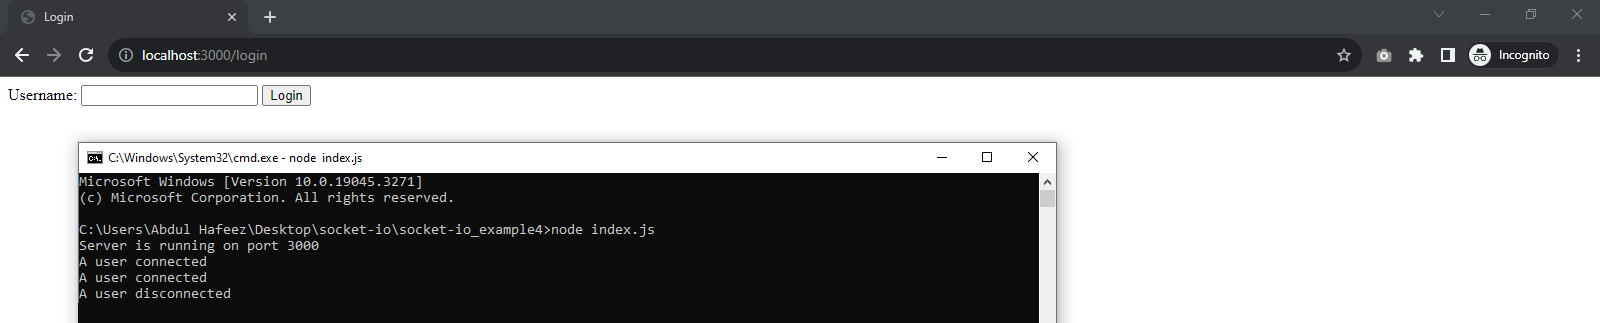 Login
localhost:3000/login
Incognito
Username:
Login
C:\Windows\System32\cmd.exe - node  index.js
Microsoft Windows [Version 10.0.19045.3271]
(c) Microsoft Corporation. All rights reserved.
C:\Users\Abdul Hafeez\Desktop\socket-io\socket-io_example4>node index.js
Server is running on port 3000
A user connected
A user connected
A user disconnected